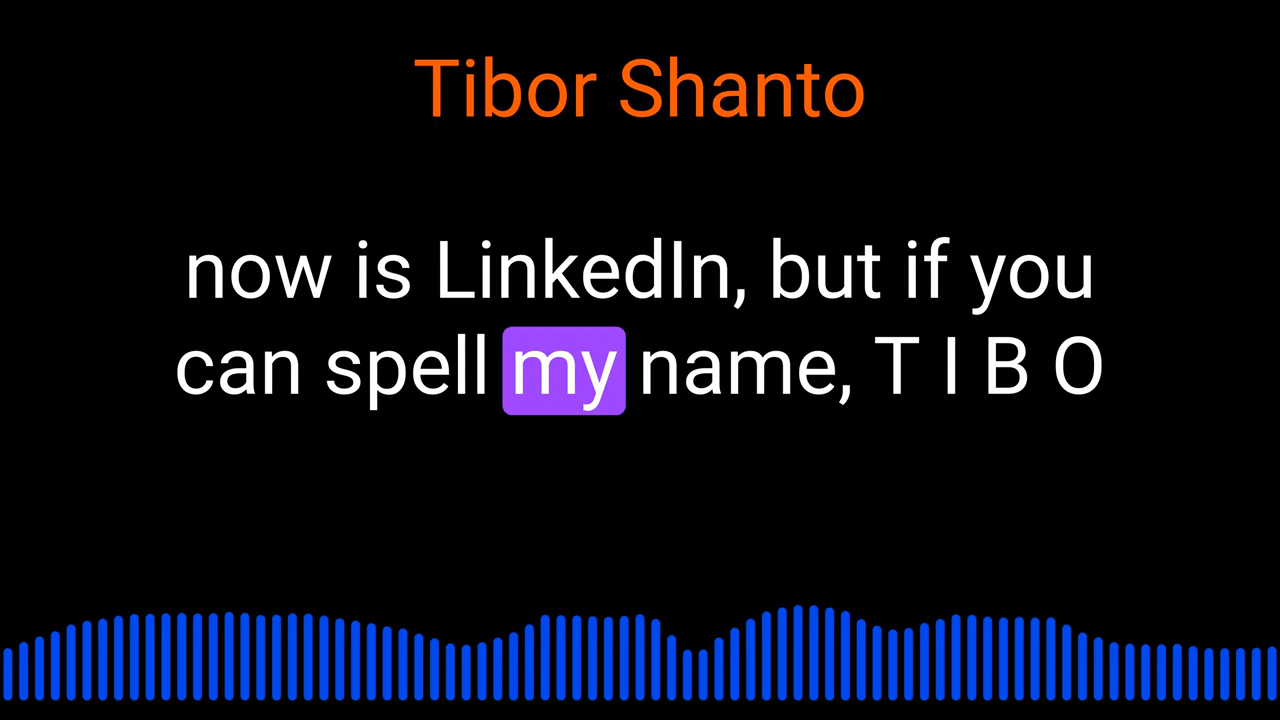 Tibor Shanto
now is LinkedIn, but if you
can spell my name, T I B O